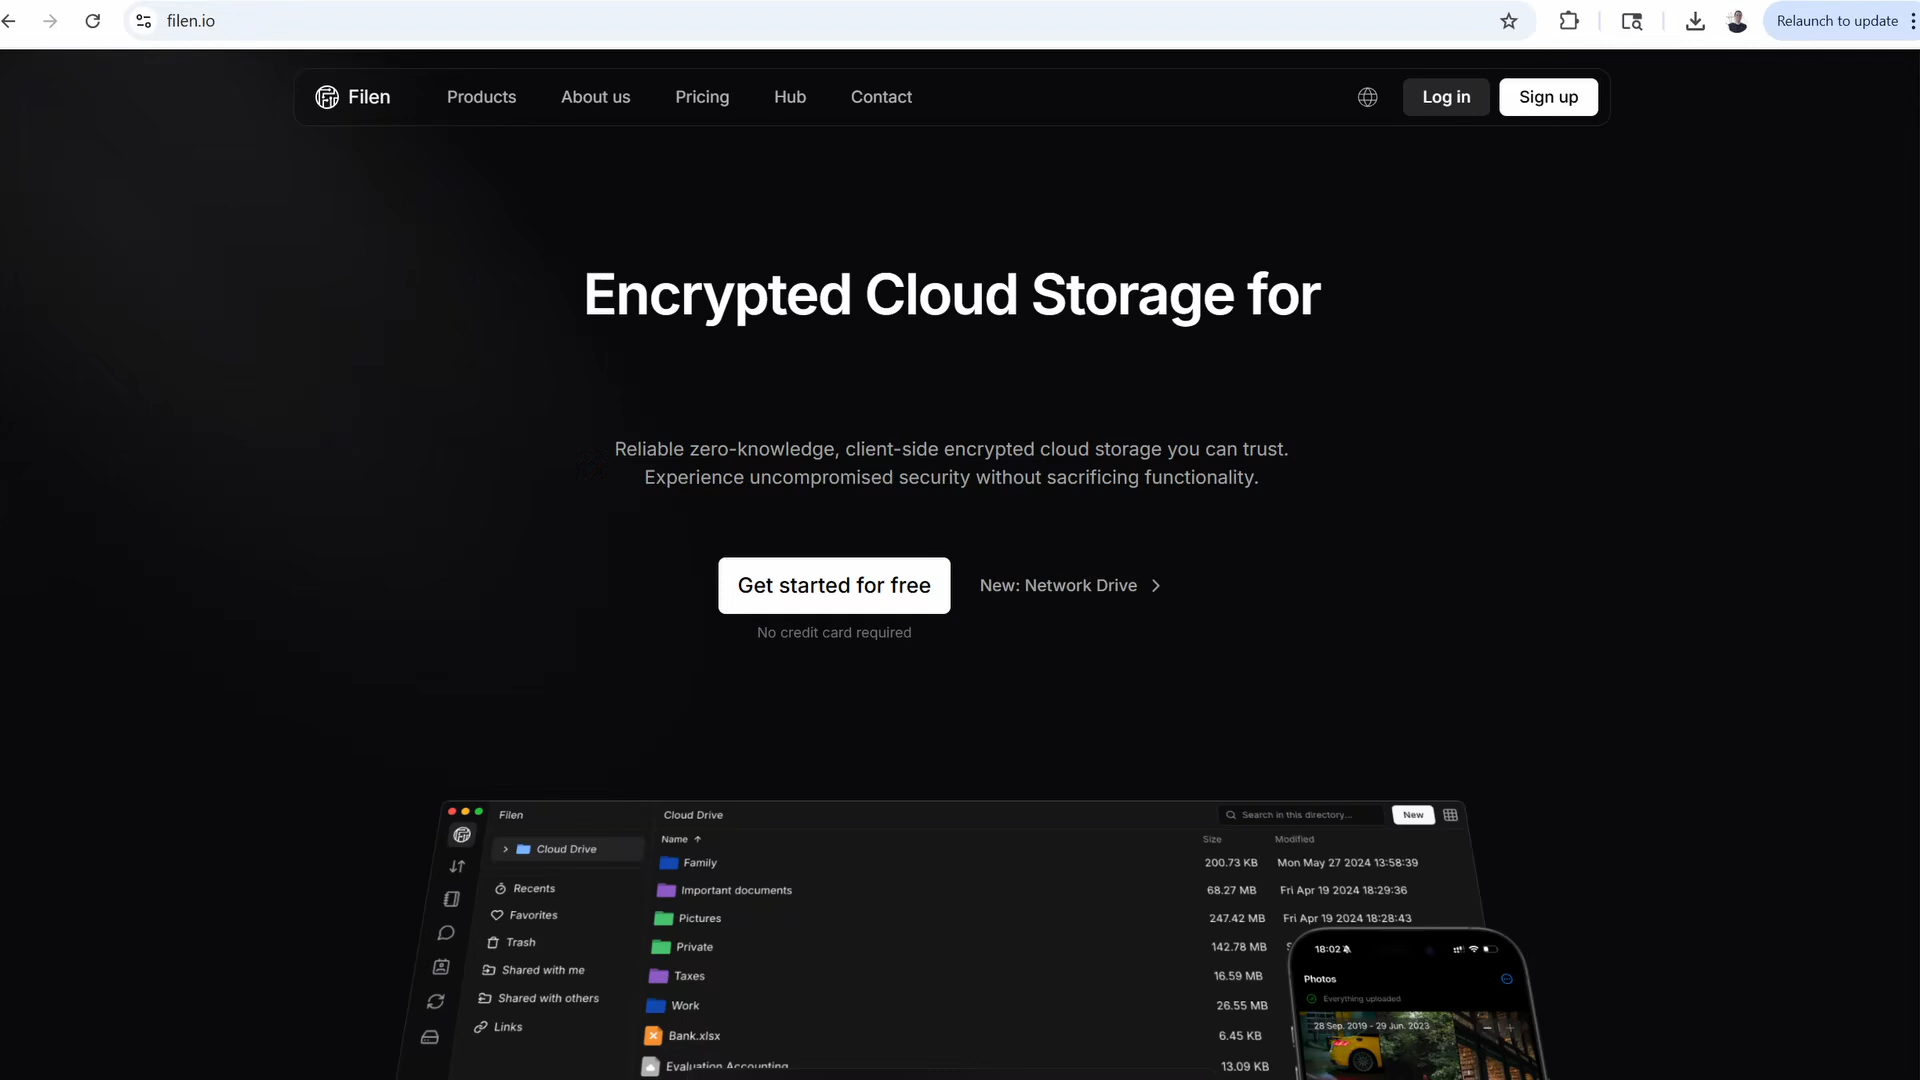 filen.io
Relaunch to update
Filen
Products
About us
Pricing
Hub
Contact
Log in
Sign up
Encrypted Cloud Storage for
Reliable zero-knowledge, client-side encrypted cloud storage you can trust.
Experience uncompromised security without sacrificing functionality.
Get started for free
New: Network Drive
No credit card required
Filen
Cloud Drive
Search in this directory...
New
Name
Size
Modified
Cloud Drive
Recents
Favorites
Trash
Shared with me
Shared with others
Links
Family 200.73 KB Mon May 27 2024 13:58:39
Important documents 68.27 MB Fri Apr 19 2024 18:29:36
Pictures 247.42 MB Fri Apr 19 2024 18:28:43
Private 142.78 MB
Taxes 16.59 MB
Work 26.55 MB
Bank.xlsx 6.45 KB
Evaluation Accounting 13.09 KB
18:02
Photos
Everything uploaded
28 Sep. 2019 - 29 Jun. 2023